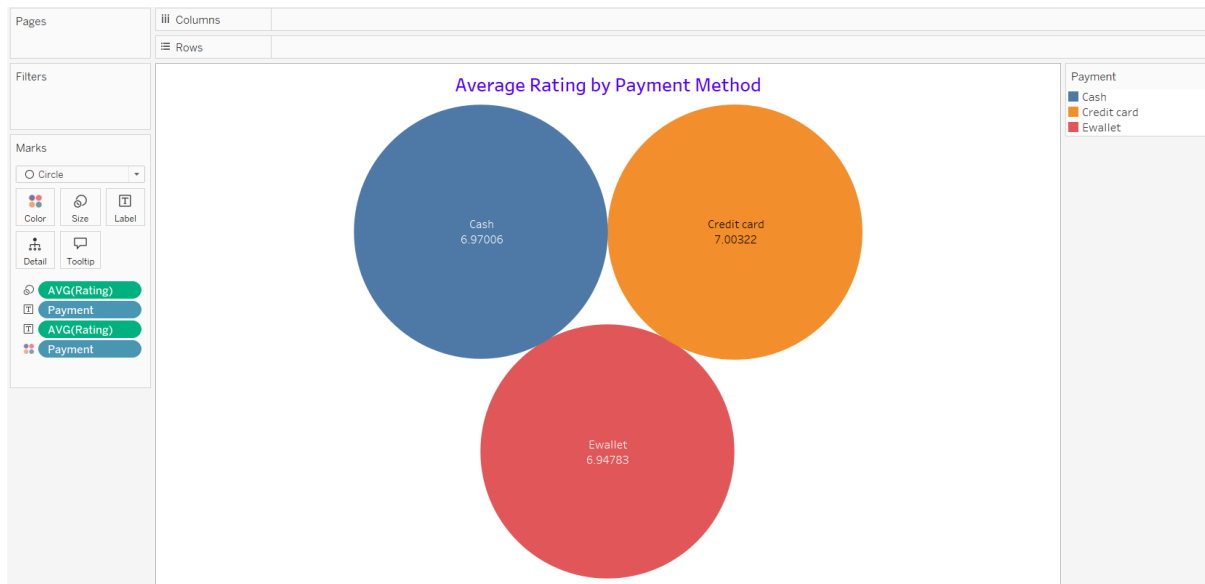 Pages
Columns
Rows
Filters
Marks
Circle
Color
Size
Label
Detail
Tooltip
AVG(Rating)
Payment
AVG(Rating)
Payment
Average Rating by Payment Method
Cash
6.97006
Credit card
7.00322
Ewallet
6.94783
Payment
Cash
Credit card
Ewallet